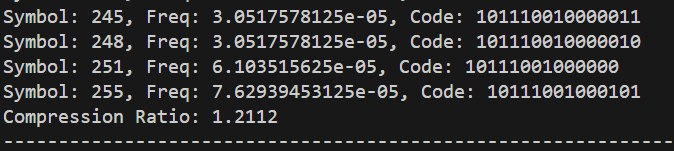 Symbol: 245, Freq: 3.0517578125e-05, Code: 101110010000011
Symbol: 248, Freq: 3.0517578125e-05, Code: 101110010000010
Symbol: 251, Freq: 6.103515625e-05, Code: 10111001000000
Symbol: 255, Freq: 7.62939453125e-05, Code: 10111001000101
Compression Ratio: 1.2112
-------------------------------------------------------------